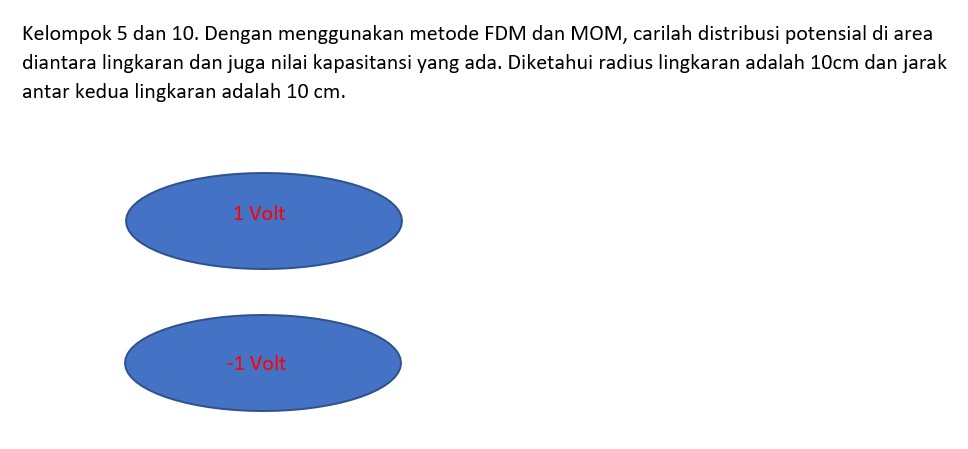 Kelompok 5 dan 10. Dengan menggunakan metode FDM dan MOM, carilah distribusi potensial di area
diantara lingkaran dan juga nilai kapasitansi yang ada. Diketahui radius lingkaran adalah 10cm dan jarak
antar kedua lingkaran adalah 10 cm.
1 Volt
-1 Volt